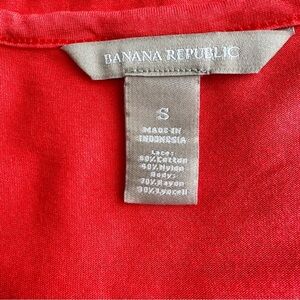 BANANA REPUBLIC
S
MADE IN
INDONESIA
Lace:
60% Cotton
40% Nylon
Body:
70% Rayon
30% Lyocell